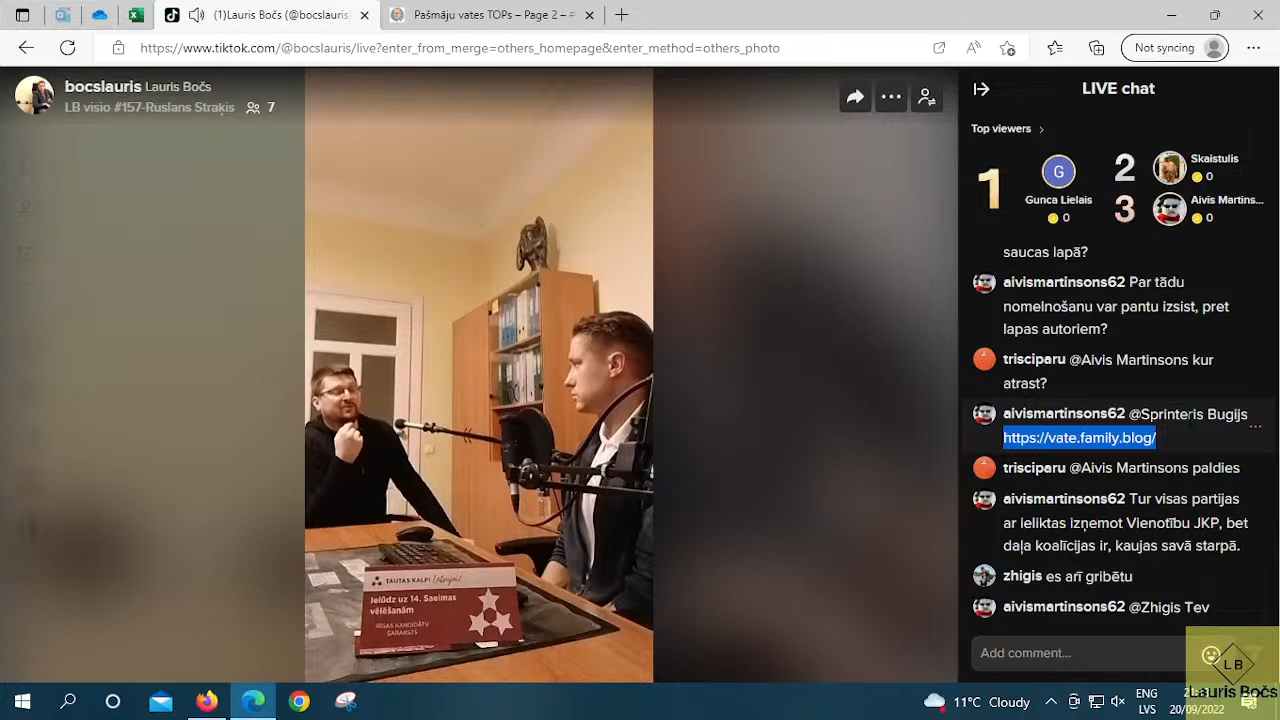 (1)Lauris Bočs (@bocslauris
Pašmāju vates TOPs – Page 2 –
https://www.tiktok.com/@bocslauris/live?enter_from_merge=others_homepage&enter_method=others_photo
Not syncing
bocslauris Lauris Bočs
LB visio #157-Ruslans Straķis 7
LIVE chat
Top viewers
1
G
Gunca Lielais
0
2
Skaistulis
0
3
Aivis Martins...
0
saucas lapā?
aivismartinsons62 Par tādu
nomelnošanu var pantu izsist, pret
lapas autoriem?
trisciparu @Aivis Martinsons kur
atrast?
aivismartinsons62 @Sprinteris Bugijs
https://vate.family.blog/
trisciparu @Aivis Martinsons paldies
aivismartinsons62 Tur visas partijas
ar ieliktas izņemot Vienotību JKP, bet
daļa koalīcijas ir, kaujas savā starpā.
zhigis es arī gribētu
aivismartinsons62 @Zhigis Tev
Add comment...
TAUTAS KALPI Latvijai!
Ielūdz uz 14. Saeimas
vēlēšanām
RĪGAS KANDIDĀTU
SARAKSTS
LB
Lauris Bočs
11°C Cloudy
ENG
LVS
20/09/2022